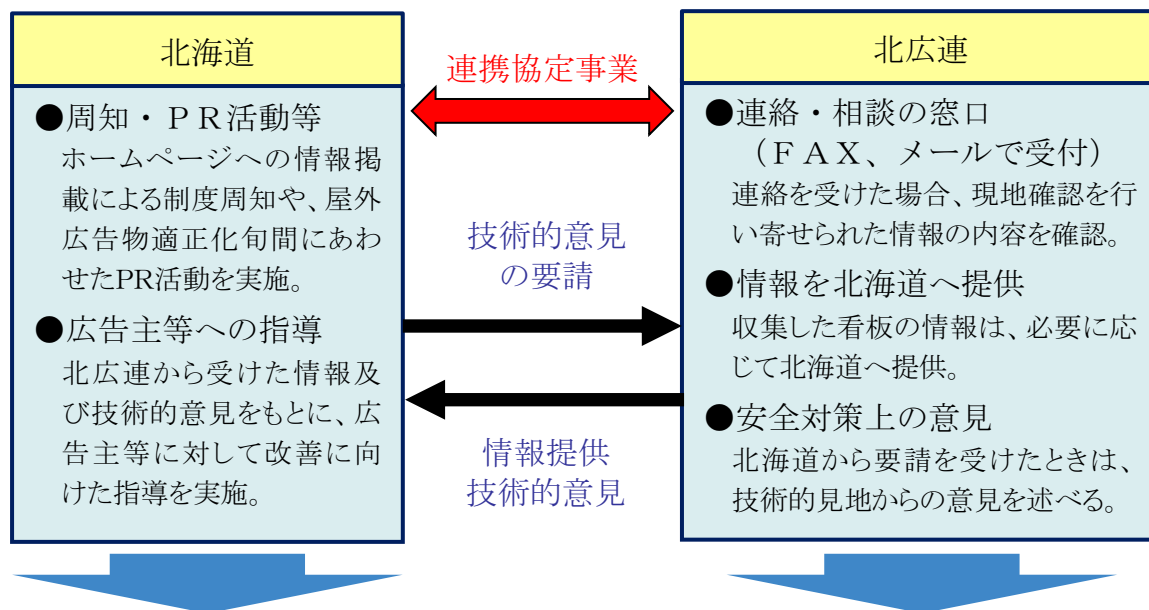 北海道
●周知・ＰＲ活動等
ホームページへの情報掲
載による制度周知や、屋外
広告物適正化旬間にあわ
せたPR活動を実施。
●広告主等への指導
北広連から受けた情報及
び技術的意見をもとに、広
告主等に対して改善に向
けた指導を実施。
連携協定事業
技術的意見
の要請
情報提供
技術的意見
北広連
●連絡・相談の窓口
（ＦＡＸ、メールで受付）
連絡を受けた場合、現地確認を行
い寄せられた情報の内容を確認。
●情報を北海道へ提供
収集した看板の情報は、必要に応
じて北海道へ提供。
●安全対策上の意見
北海道から要請を受けたときは、
技術的見地からの意見を述べる。